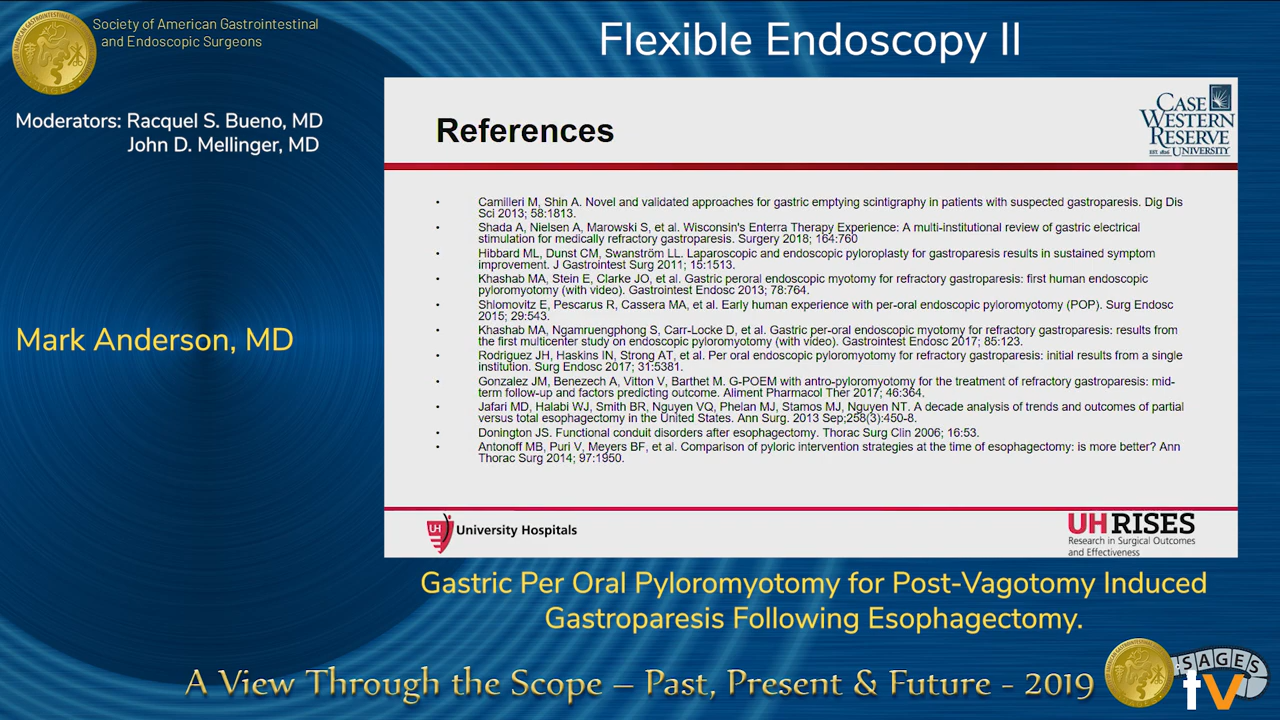 Society of American Gastrointestinal
and Endoscopic Surgeons
Flexible Endoscopy II
Moderators: Racquel S. Bueno, MD
John D. Mellinger, MD
Mark Anderson, MD
References
CASE
WESTERN
RESERVE
EST. 1826 UNIVERSITY
• Camilleri M, Shin A. Novel and validated approaches for gastric emptying scintigraphy in patients with suspected gastroparesis. Dig Dis
Sci 2013; 58:1813.
• Shada A, Nielsen A, Marowski S, et al. Wisconsin's Enterra Therapy Experience: A multi-institutional review of gastric electrical
stimulation for medically refractory gastroparesis. Surgery 2018; 164:760
• Hibbard ML, Dunst CM, Swanström LL. Laparoscopic and endoscopic pyloroplasty for gastroparesis results in sustained symptom
improvement. J Gastrointest Surg 2011; 15:1513.
• Khashab MA, Stein E, Clarke JO, et al. Gastric peroral endoscopic myotomy for refractory gastroparesis: first human endoscopic
pyloromyotomy (with video). Gastrointest Endosc 2013; 78:764.
• Shlomovitz E, Pescarus R, Cassera MA, et al. Early human experience with per-oral endoscopic pyloromyotomy (POP). Surg Endosc
2015; 29:543.
• Khashab MA, Ngamruengphong S, Carr-Locke D, et al. Gastric per-oral endoscopic myotomy for refractory gastroparesis: results from
the first multicenter study on endoscopic pyloromyotomy (with video). Gastrointest Endosc 2017; 85:123.
• Rodriguez JH, Haskins IN, Strong AT, et al. Per oral endoscopic pyloromyotomy for refractory gastroparesis: initial results from a single
institution. Surg Endosc 2017; 31:5381.
• Gonzalez JM, Benezech A, Vitton V, Barthet M. G-POEM with antro-pyloromyotomy for the treatment of refractory gastroparesis: mid-
term follow-up and factors predicting outcome. Aliment Pharmacol Ther 2017; 46:364.
• Jafari MD, Halabi WJ, Smith BR, Nguyen VQ, Phelan MJ, Stamos MJ, Nguyen NT. A decade analysis of trends and outcomes of partial
versus total esophagectomy in the United States. Ann Surg. 2013 Sep;258(3):450-8.
• Donington JS. Functional conduit disorders after esophagectomy. Thorac Surg Clin 2006; 16:53.
• Antonoff MB, Puri V, Meyers BF, et al. Comparison of pyloric intervention strategies at the time of esophagectomy: is more better? Ann
Thorac Surg 2014; 97:1950.
UH University Hospitals
UH RISES
Research in Surgical Outcomes
and Effectiveness
Gastric Per Oral Pyloromyotomy for Post-Vagotomy Induced
Gastroparesis Following Esophagectomy.
A View Through the Scope – Past, Present & Future - 2019
SAGES
tv